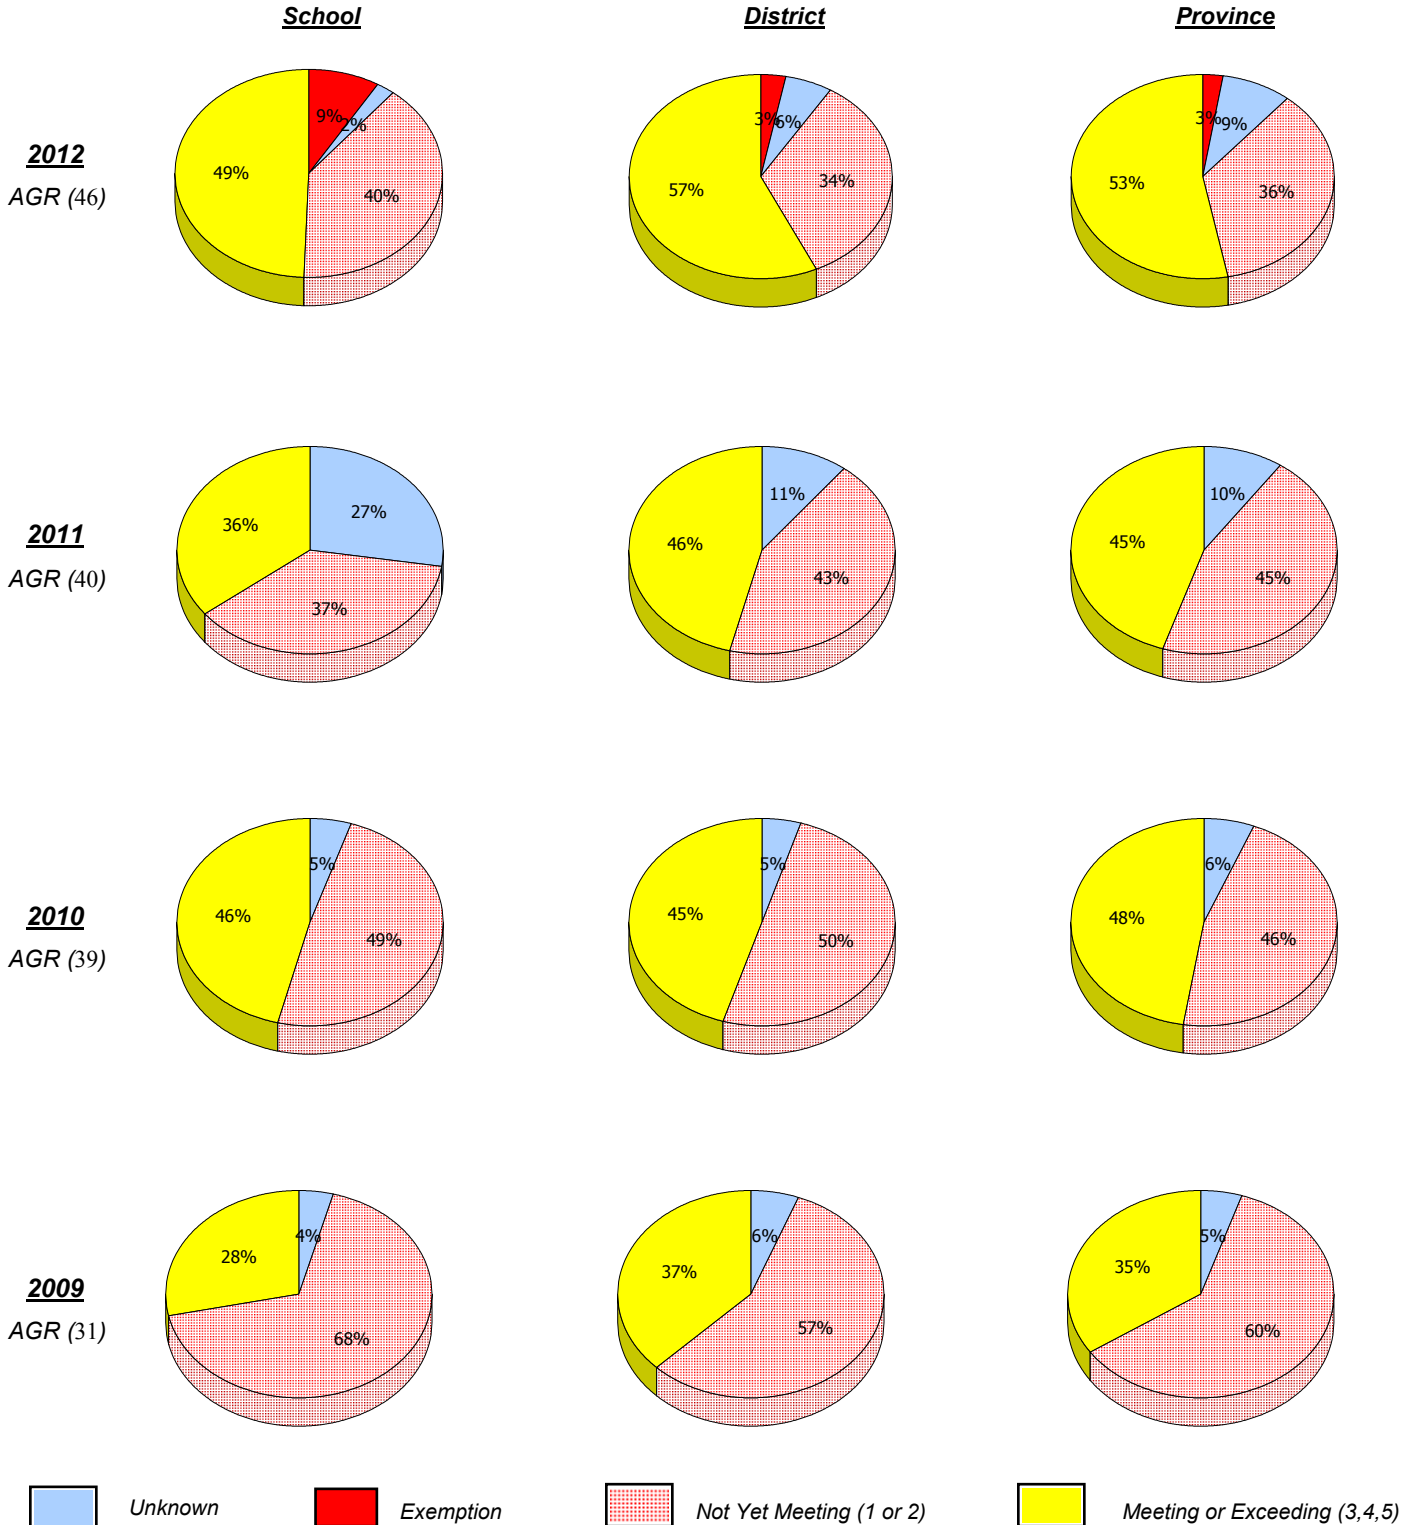 School District Province
2012
AGR (46)
9% 2% 49% 40%
3% 6% 57% 34%
3% 9% 53% 36%
2011
AGR (40)
27% 36% 37%
11% 46% 43%
10% 45% 45%
2010
AGR (39)
5% 46% 49%
5% 45% 50%
6% 48% 46%
2009
AGR (31)
4% 28% 68%
6% 37% 57%
5% 35% 60%
Unknown Exemption Not Yet Meeting (1 or 2) Meeting or Exceeding (3,4,5)